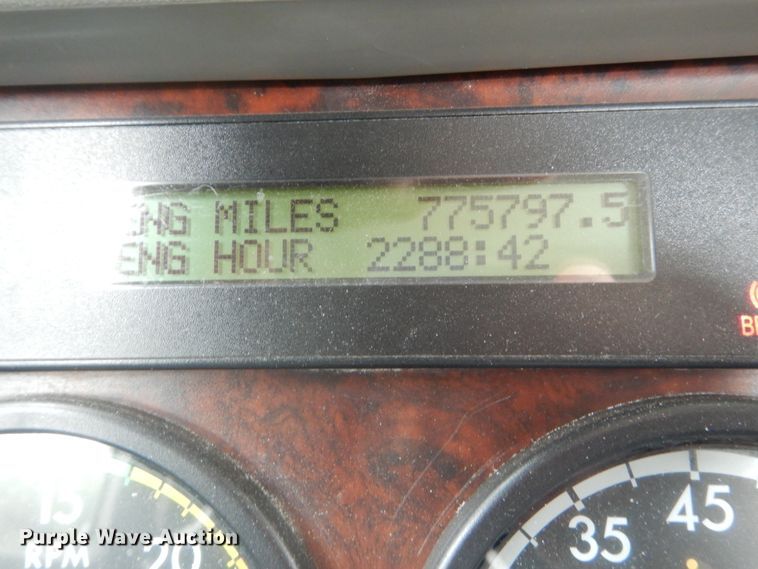 ENG MILES 775797.5
ENG HOUR 2288:42
15
RPM
20
35
45
Purple Wave Auction